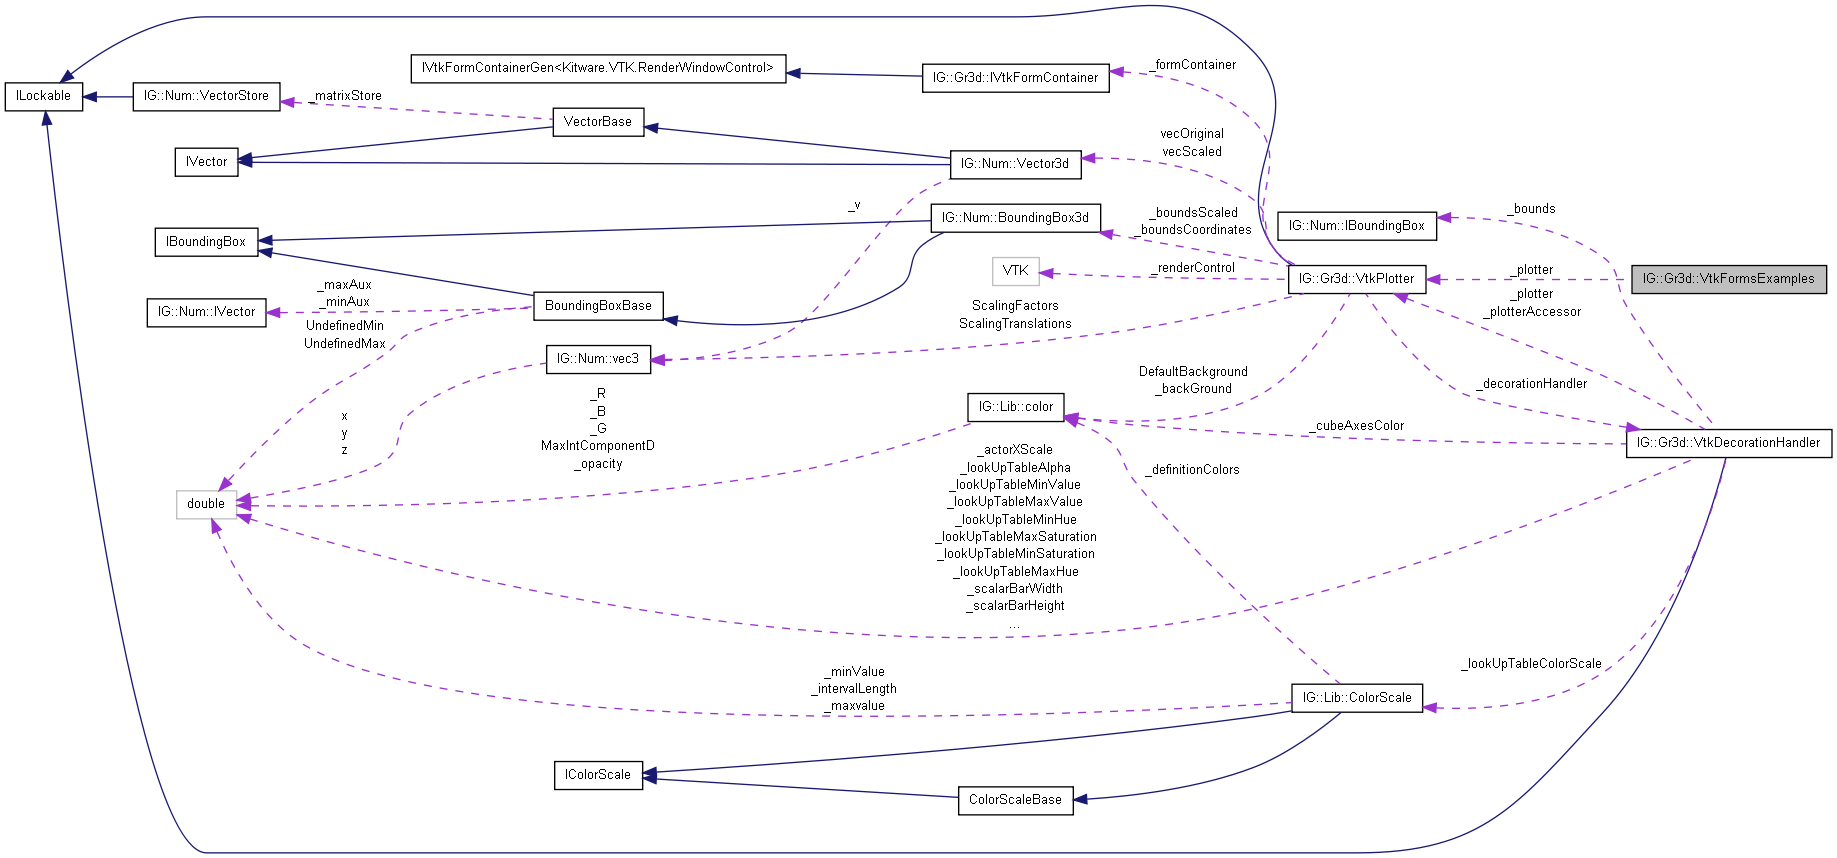 IVtkFormContainerGen<Kitware.VTK.RenderWindowControl>
IG::Gr3d::IVtkFormContainer
_formContainer
ILockable
IG::Num::VectorStore
_matrixStore
VectorBase
vecOriginal
vecScaled
IVector
IG::Num::Vector3d
_v
IG::Num::BoundingBox3d
_boundsScaled
_boundsCoordinates
IG::Num::IBoundingBox
_bounds
IBoundingBox
VTK
_renderControl
IG::Gr3d::VtkPlotter
_plotter
IG::Gr3d::VtkFormsExamples
_maxAux
_minAux
IG::Num::IVector
BoundingBoxBase
UndefinedMin
UndefinedMax
ScalingFactors
ScalingTranslations
_plotter
_plotterAccessor
IG::Num::vec3
DefaultBackground
_backGround
_decorationHandler
_R
_B
_G
MaxIntComponentD
_opacity
x
y
z
IG::Lib::color
_cubeAxesColor
IG::Gr3d::VtkDecorationHandler
_actorXScale
_lookUpTableAlpha
_lookUpTableMinValue
_lookUpTableMaxValue
_lookUpTableMinHue
_lookUpTableMaxSaturation
_lookUpTableMinSaturation
_lookUpTableMaxHue
_scalarBarWidth
_scalarBarHeight
...
_definitionColors
double
_minValue
_intervalLength
_maxvalue
_lookUpTableColorScale
IG::Lib::ColorScale
IColorScale
ColorScaleBase